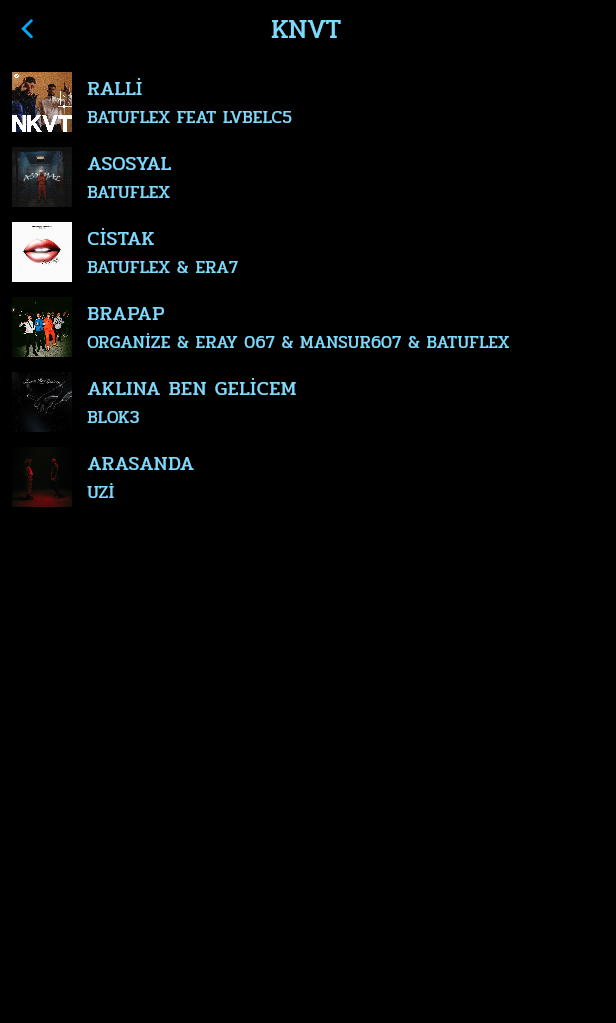 KNVT
NKVT
RALLİ
BATUFLEX FEAT LVBELC5
ASOSYAL
BATUFLEX
CİSTAK
BATUFLEX & ERA7
BRAPAP
ORGANİZE & ERAY 067 & MANSUR607 & BATUFLEX
AKLINA BEN GELİCEM
BLOK3
ARASANDA
UZİ